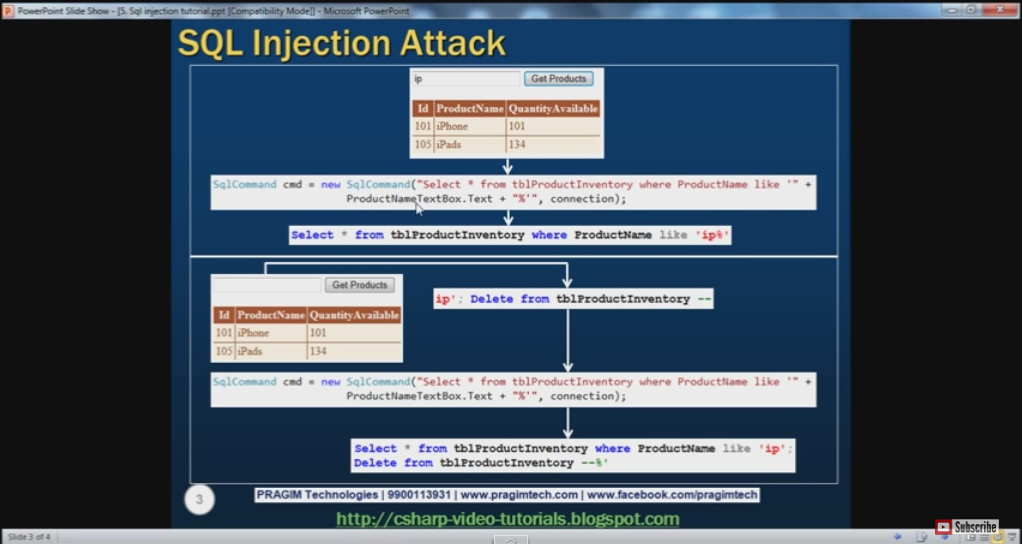 PowerPoint Slide Show - [5. Sql injection tutorial.ppt [Compatibility Mode]] - Microsoft PowerPoint
SQL Injection Attack
ip Get Products
Id ProductName QuantityAvailable
101 iPhone 101
105 iPads 134
SqlCommand cmd = new SqlCommand("Select * from tblProductInventory where ProductName like '" +
ProductNameTextBox.Text + "%'", connection);
Select * from tblProductInventory where ProductName like 'ip%'
Get Products
Id ProductName QuantityAvailable
101 iPhone 101
105 iPads 134
ip'; Delete from tblProductInventory --
SqlCommand cmd = new SqlCommand("Select * from tblProductInventory where ProductName like '" +
ProductNameTextBox.Text + "%'", connection);
Select * from tblProductInventory where ProductName like 'ip';
Delete from tblProductInventory --%'
3
PRAGIM Technologies | 9900113931 | www.pragimtech.com | www.facebook.com/pragimtech
http://csharp-video-tutorials.blogspot.com
Subscribe
Slide 3 of 4